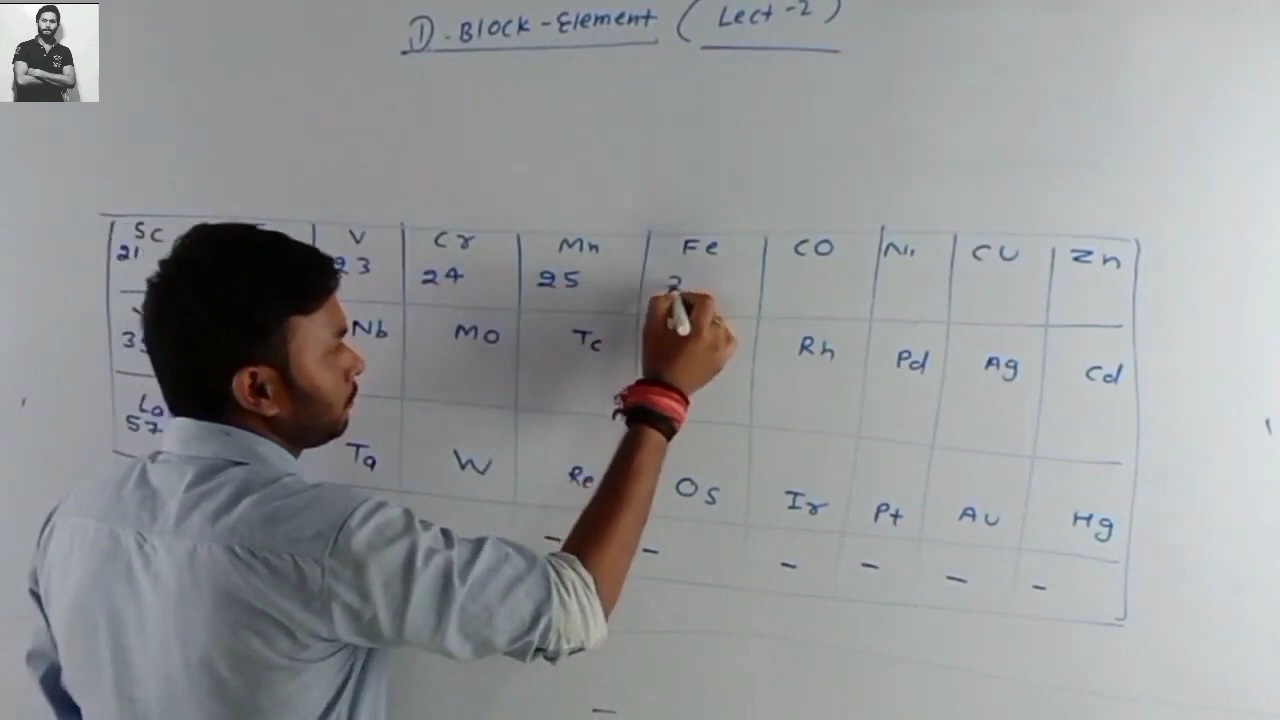 D-Block-Element (Lect-2)
Sc V Cr Mn Fe CO Ni CU Zn
21 23 24 25 2
Nb MO Tc Rh Pd Ag Cd
La
57
Ta W Re Os Ir Pt AU Hg
- - - - - -
-